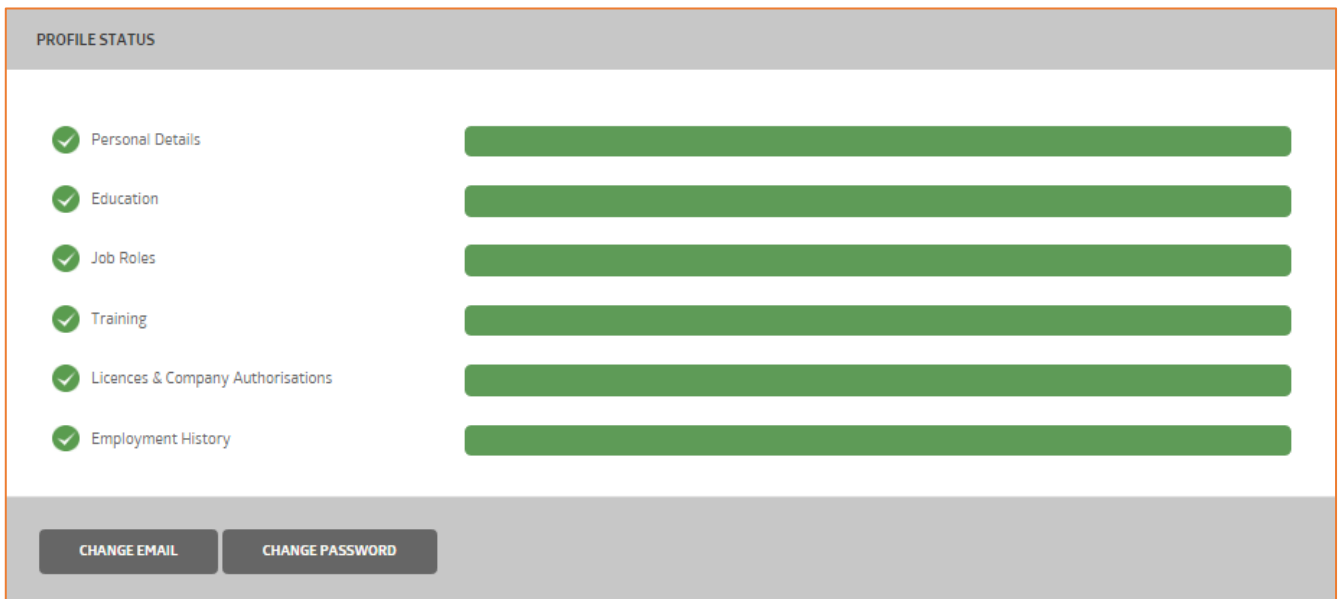 PROFILE STATUS
Personal Details
Education
Job Roles
Training
Licences & Company Authorisations
Employment History
CHANGE EMAIL CHANGE PASSWORD